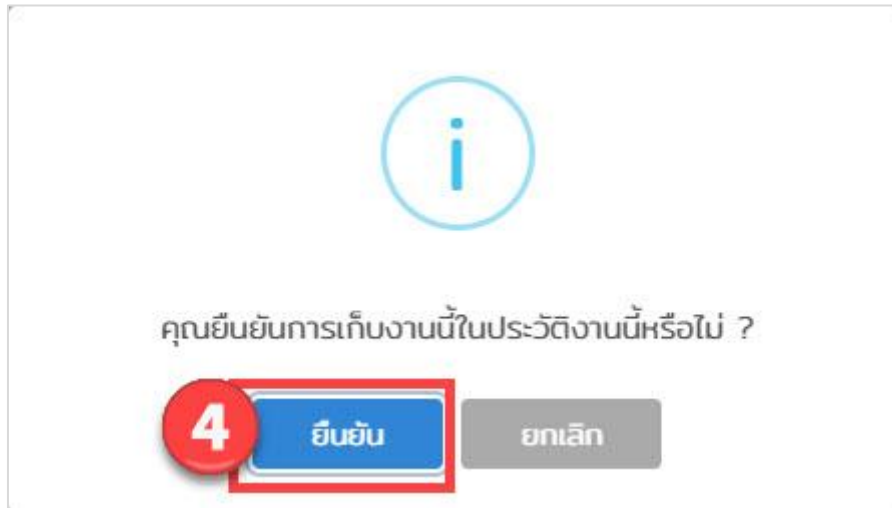 i
คุณยืนยันการเก็บงานนี้ในประวัติงานนี้หรือไม่ ?
4 ยืนยัน ยกเลิก